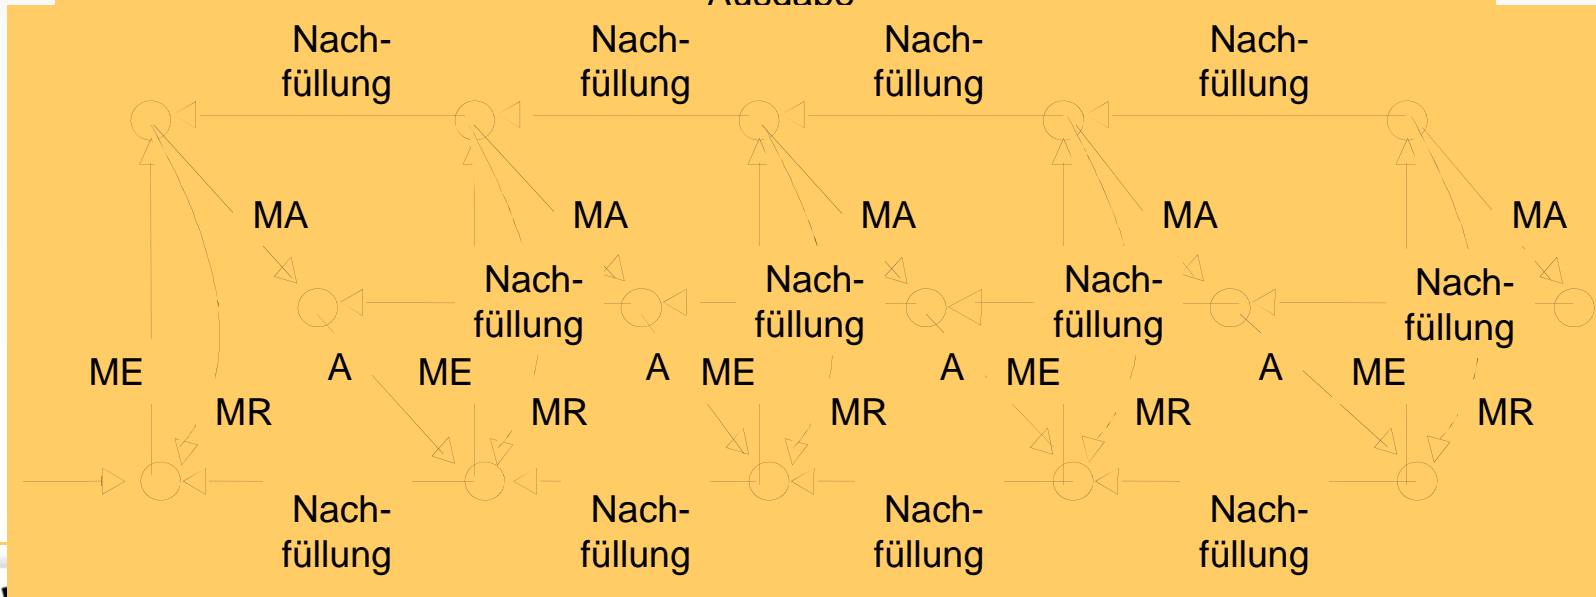 Nach- Nach- Nach- Nach-
füllung füllung füllung füllung
MA MA MA MA MA
Nach- Nach- Nach- Nach-
füllung füllung füllung füllung
ME A ME A ME A ME A ME
MR MR MR MR MR
Nach- Nach- Nach- Nach-
füllung füllung füllung füllung